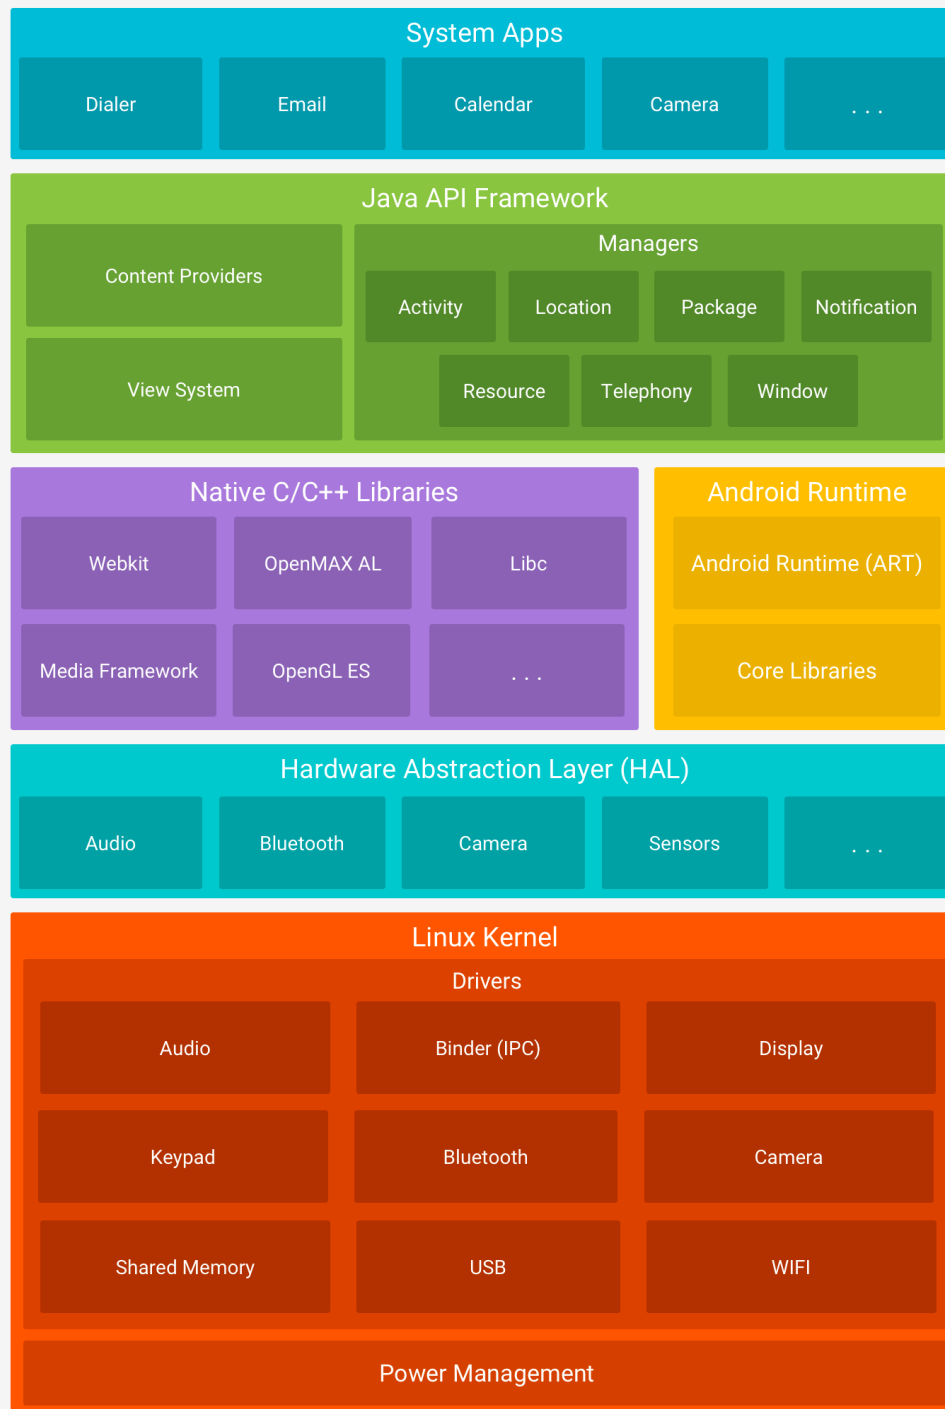 System Apps
Dialer
Email
Calendar
Camera
. . .
Java API Framework
Content Providers
View System
Managers
Activity
Location
Package
Notification
Resource
Telephony
Window
Native C/C++ Libraries
Webkit
OpenMAX AL
Libc
Media Framework
OpenGL ES
. . .
Android Runtime
Android Runtime (ART)
Core Libraries
Hardware Abstraction Layer (HAL)
Audio
Bluetooth
Camera
Sensors
. . .
Linux Kernel
Drivers
Audio
Binder (IPC)
Display
Keypad
Bluetooth
Camera
Shared Memory
USB
WIFI
Power Management